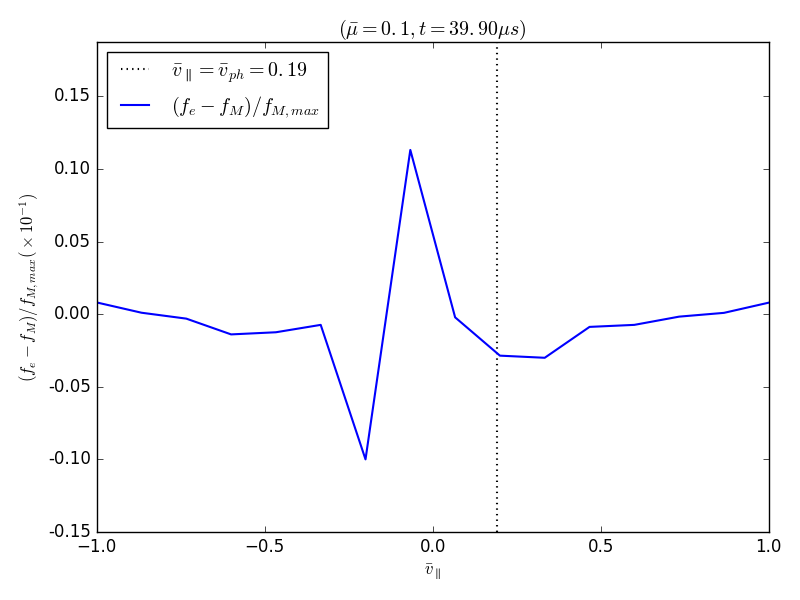 (μ̄ = 0.1, t = 39.90μs)
v̄∥ = v̄ph = 0.19
(fe − fM)/fM,max
0.15
0.10
0.05
0.00
-0.05
-0.10
-0.15
(fe − fM)/fM,max(×10⁻¹)
−1.0 −0.5 0.0 0.5 1.0
v̄∥